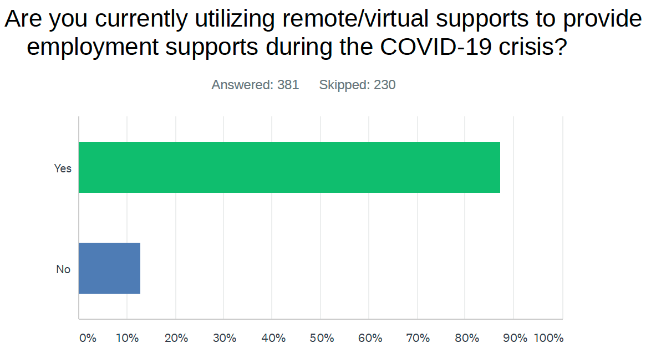 Are you currently utilizing remote/virtual supports to provide
employment supports during the COVID-19 crisis?
Answered: 381 Skipped: 230
Yes
No
0% 10% 20% 30% 40% 50% 60% 70% 80% 90% 100%